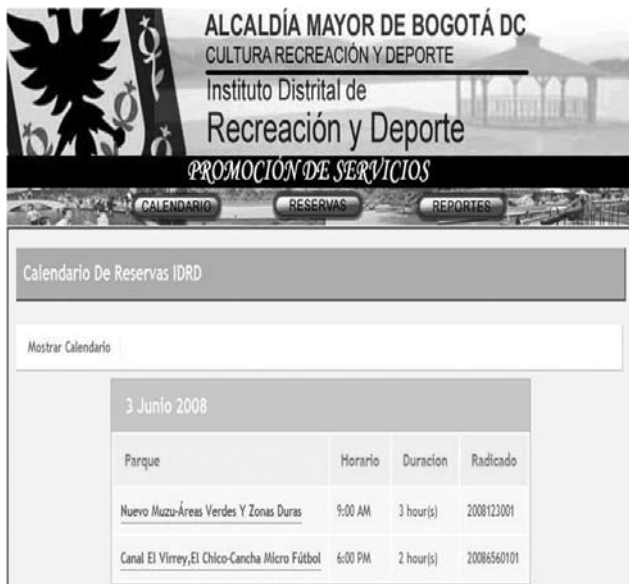 ALCALDÍA MAYOR DE BOGOTÁ DC
CULTURA RECREACIÓN Y DEPORTE
Instituto Distrital de
Recreación y Deporte
PROMOCIÓN DE SERVICIOS
CALENDARIO RESERVAS REPORTES
Calendario De Reservas IDRD
Mostrar Calendario
3 Junio 2008
Parque Horario Duracion Radicado
Nuevo Muzu-Áreas Verdes Y Zonas Duras 9:00 AM 3 hour(s) 2008123001
Canal El Virrey,El Chico-Cancha Micro Fútbol 6:00 PM 2 hour(s) 20086560101